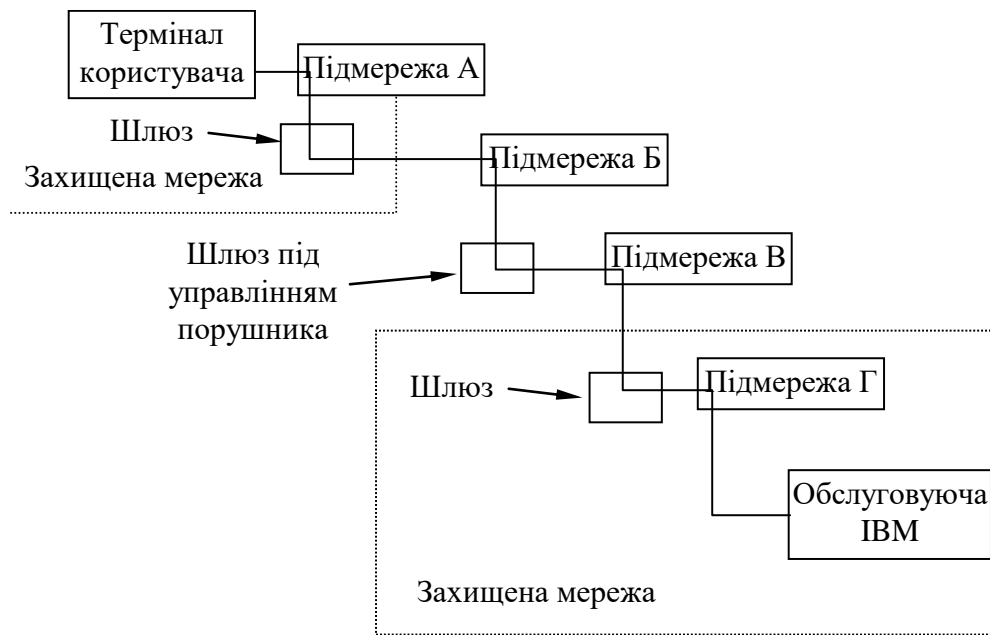 Термінал
користувача
Підмережа А
Шлюз
Підмережа Б
Захищена мережа
Шлюз під
управлінням
порушника
Підмережа В
Шлюз
Підмережа Г
Обслуговуюча
ІВМ
Захищена мережа